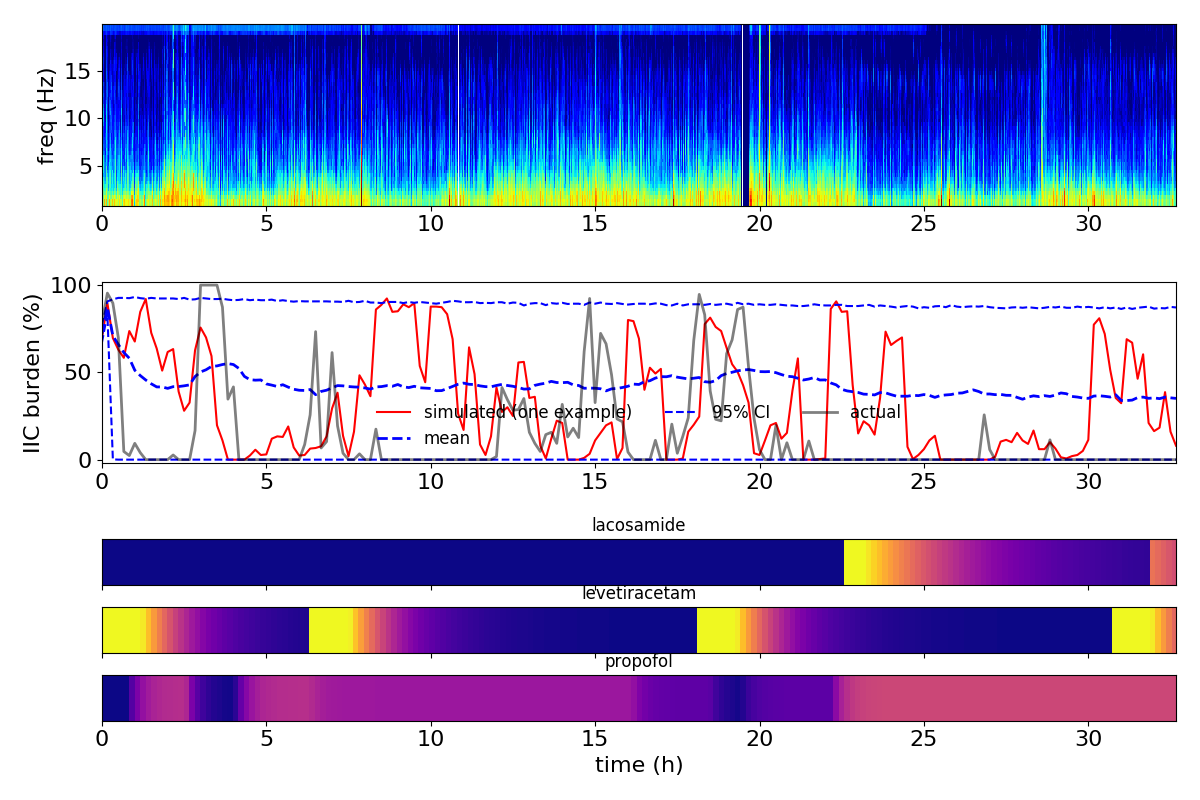 15
10
5
freq (Hz)
0 5 10 15 20 25 30
100
50
0
IIC burden (%)
simulated (one example) 95% CI actual
mean
0 5 10 15 20 25 30
lacosamide
levetiracetam
propofol
0 5 10 15 20 25 30
time (h)